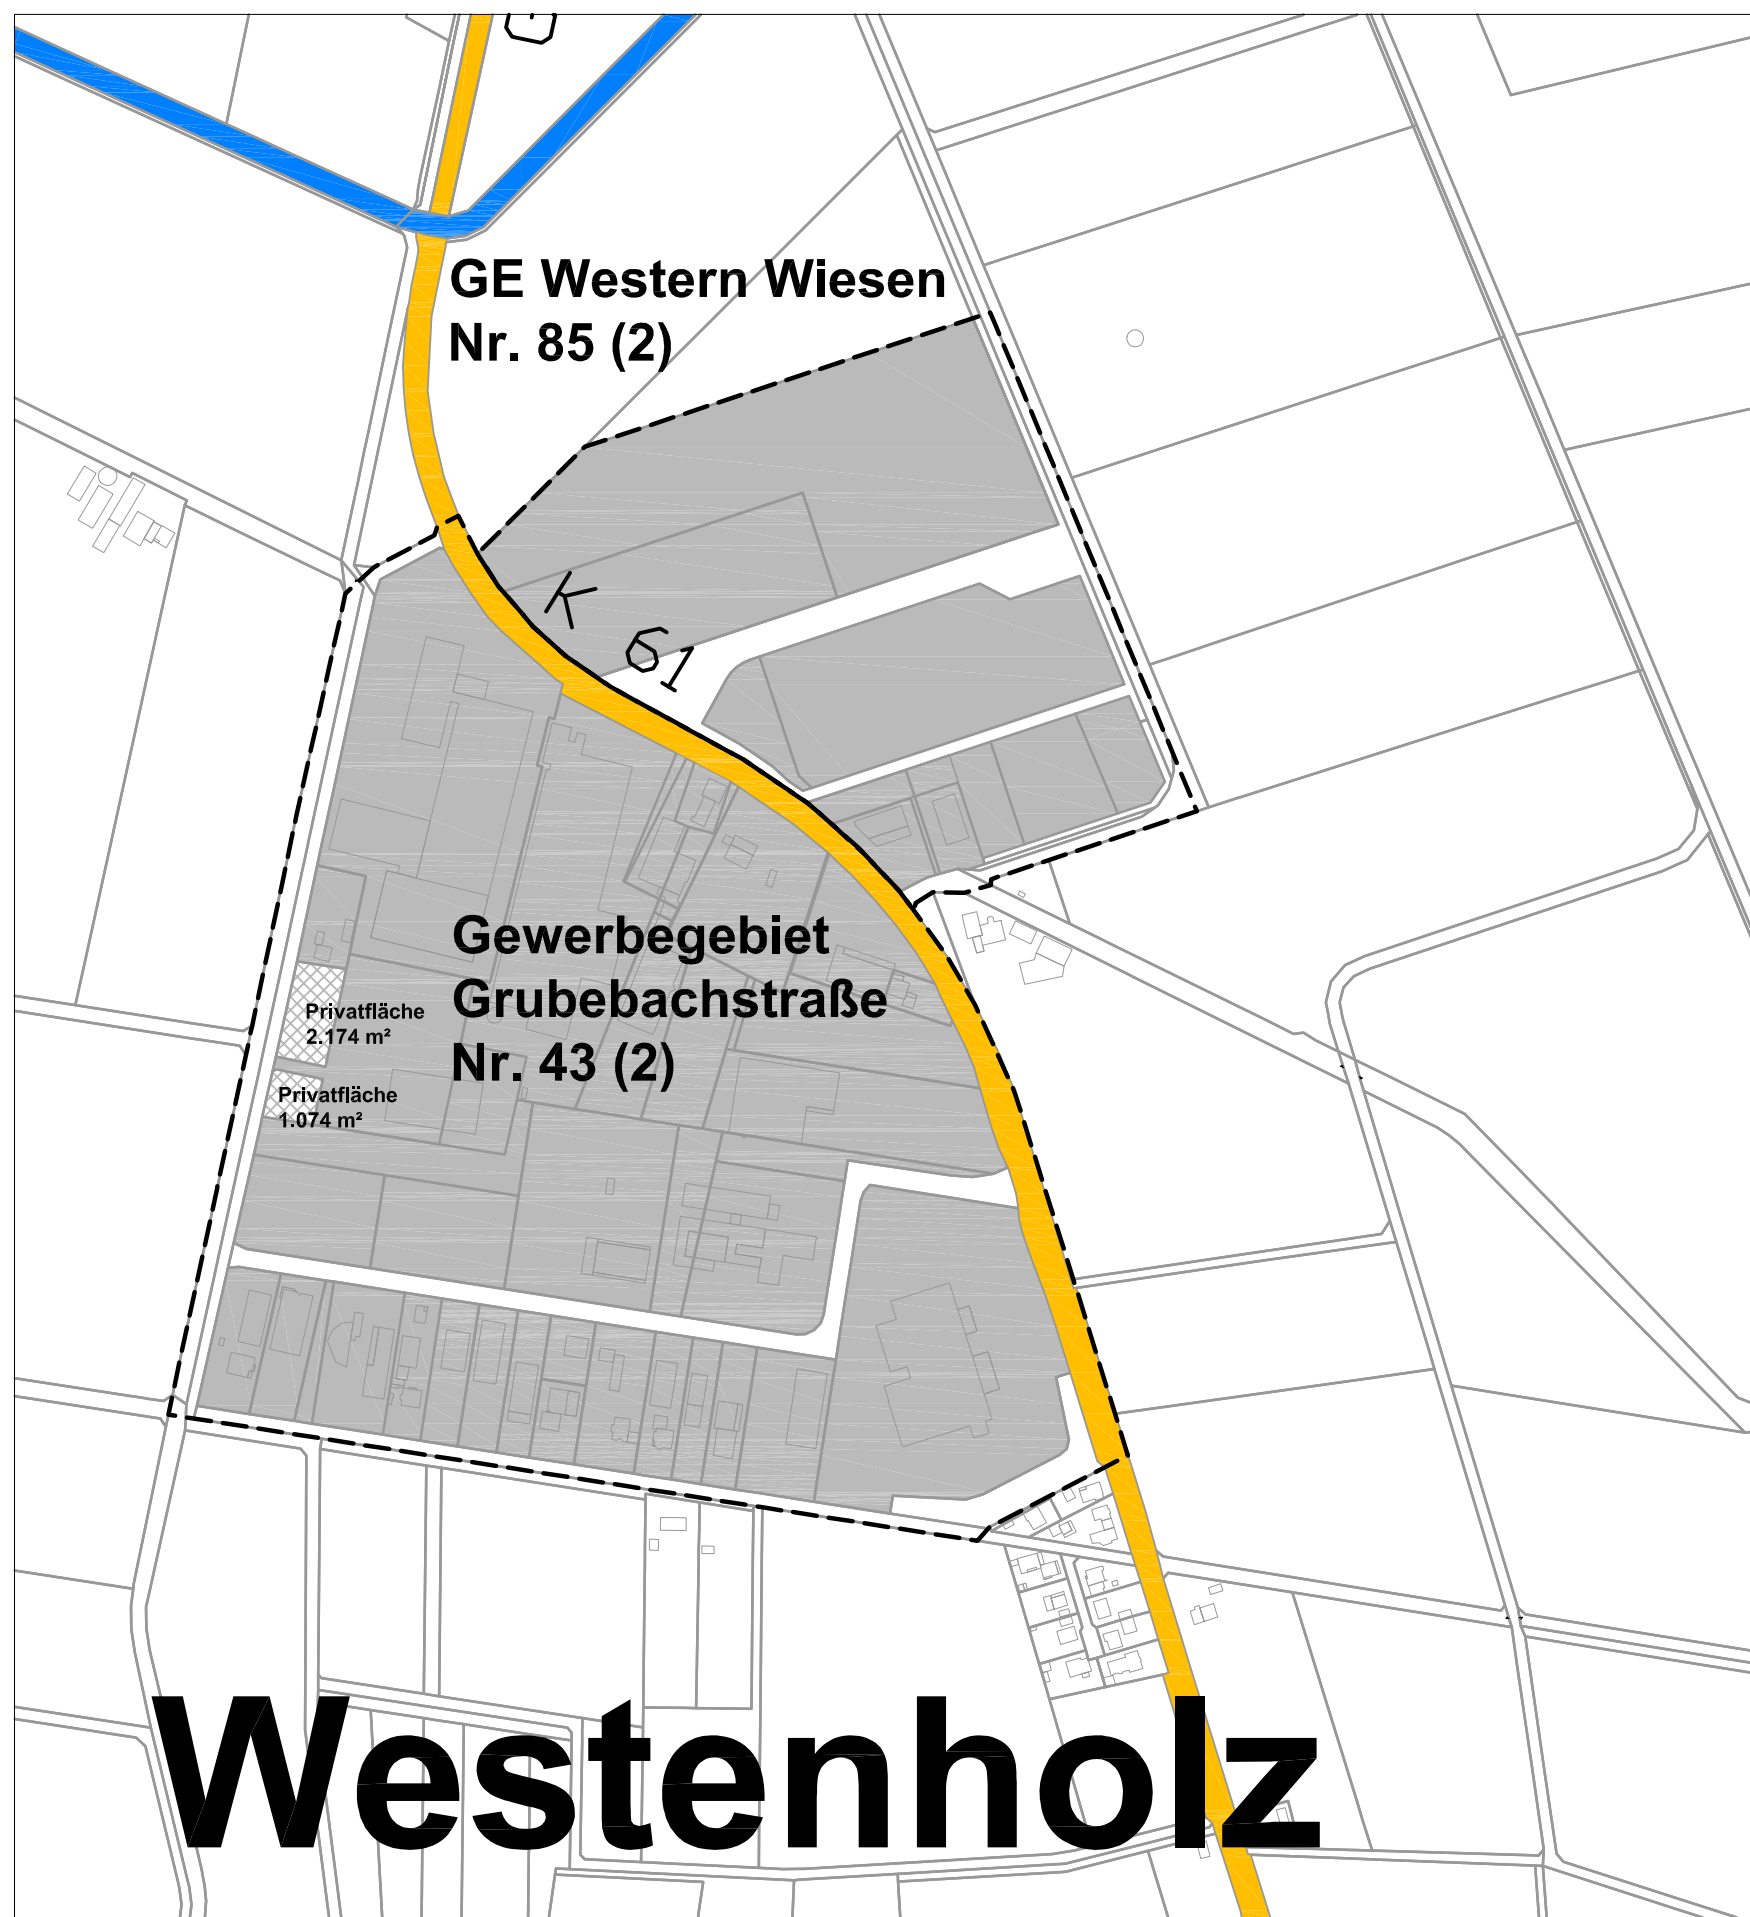 GE Western Wiesen
Nr. 85 (2)
K 61
Gewerbegebiet
Grubebachstraße
Nr. 43 (2)
Privatfläche
2.174 m²
Privatfläche
1.074 m²
Westenholz